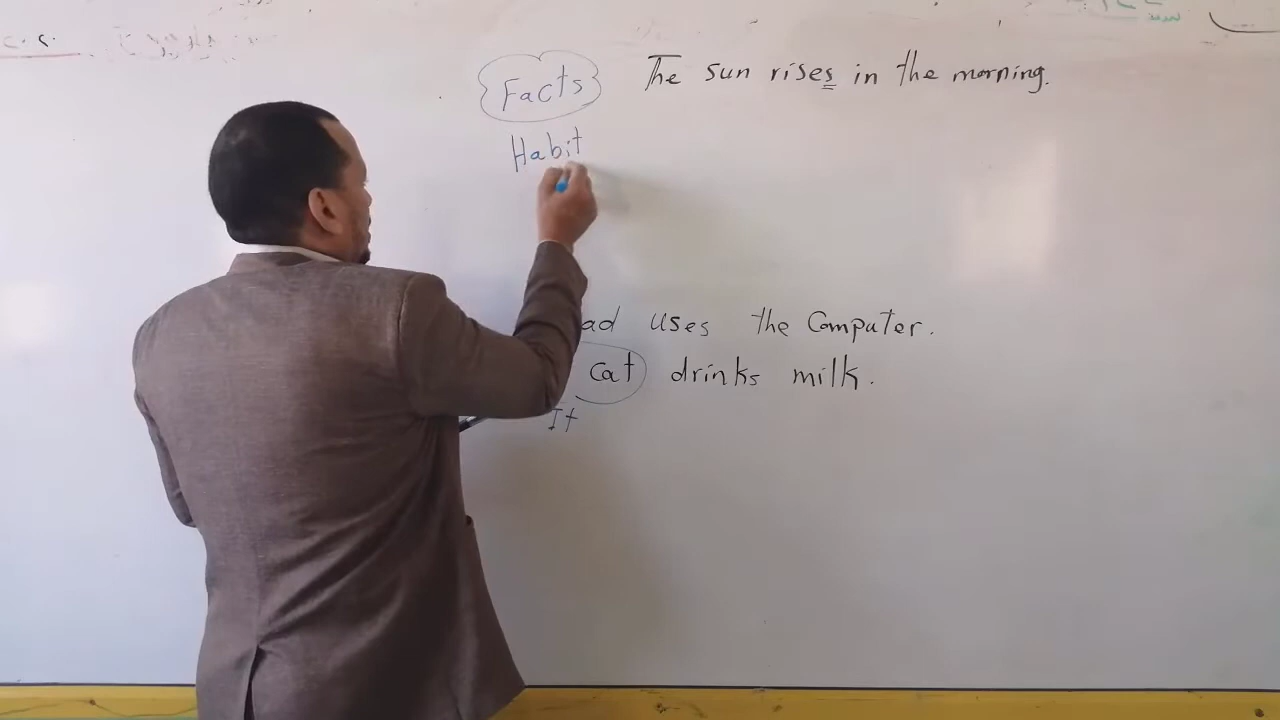 Facts The sun rises in the morning.
Habit
ad uses the Computer.
cat drinks milk.
It